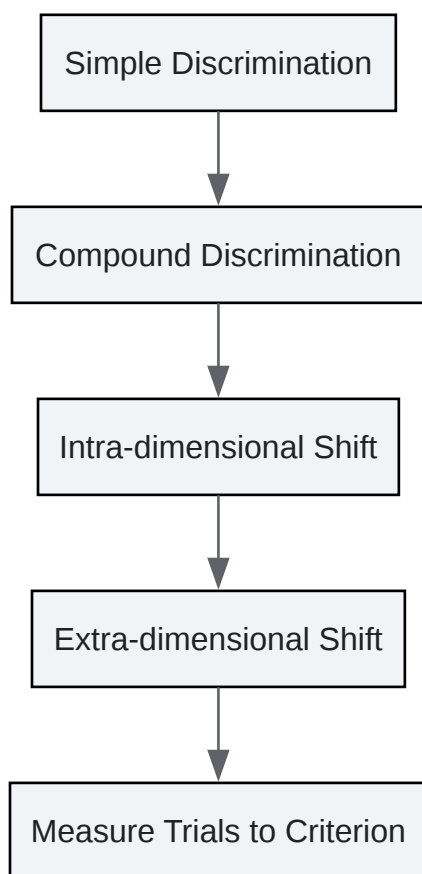 Simple Discrimination
Compound Discrimination
Intra-dimensional Shift
Extra-dimensional Shift
Measure Trials to Criterion